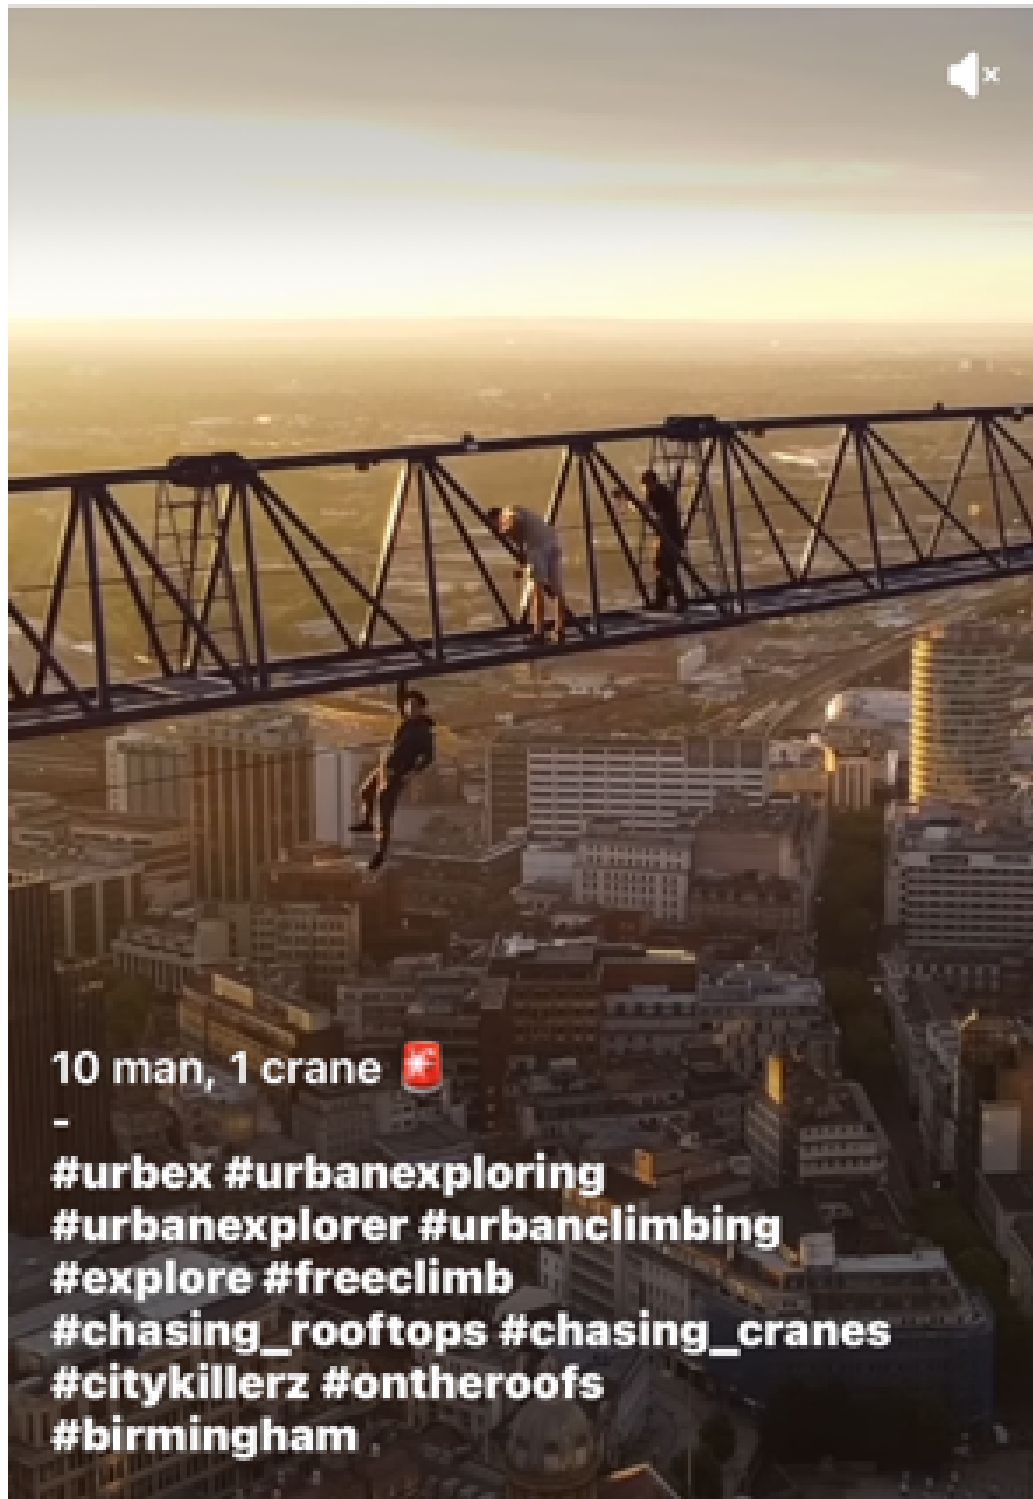 10 man, 1 crane 🚨
-
#urbex #urbanexploring
#urbanexplorer #urbanclimbing
#explore #freeclimb
#chasing_rooftops #chasing_cranes
#citykillerz #ontheroofs
#birmingham